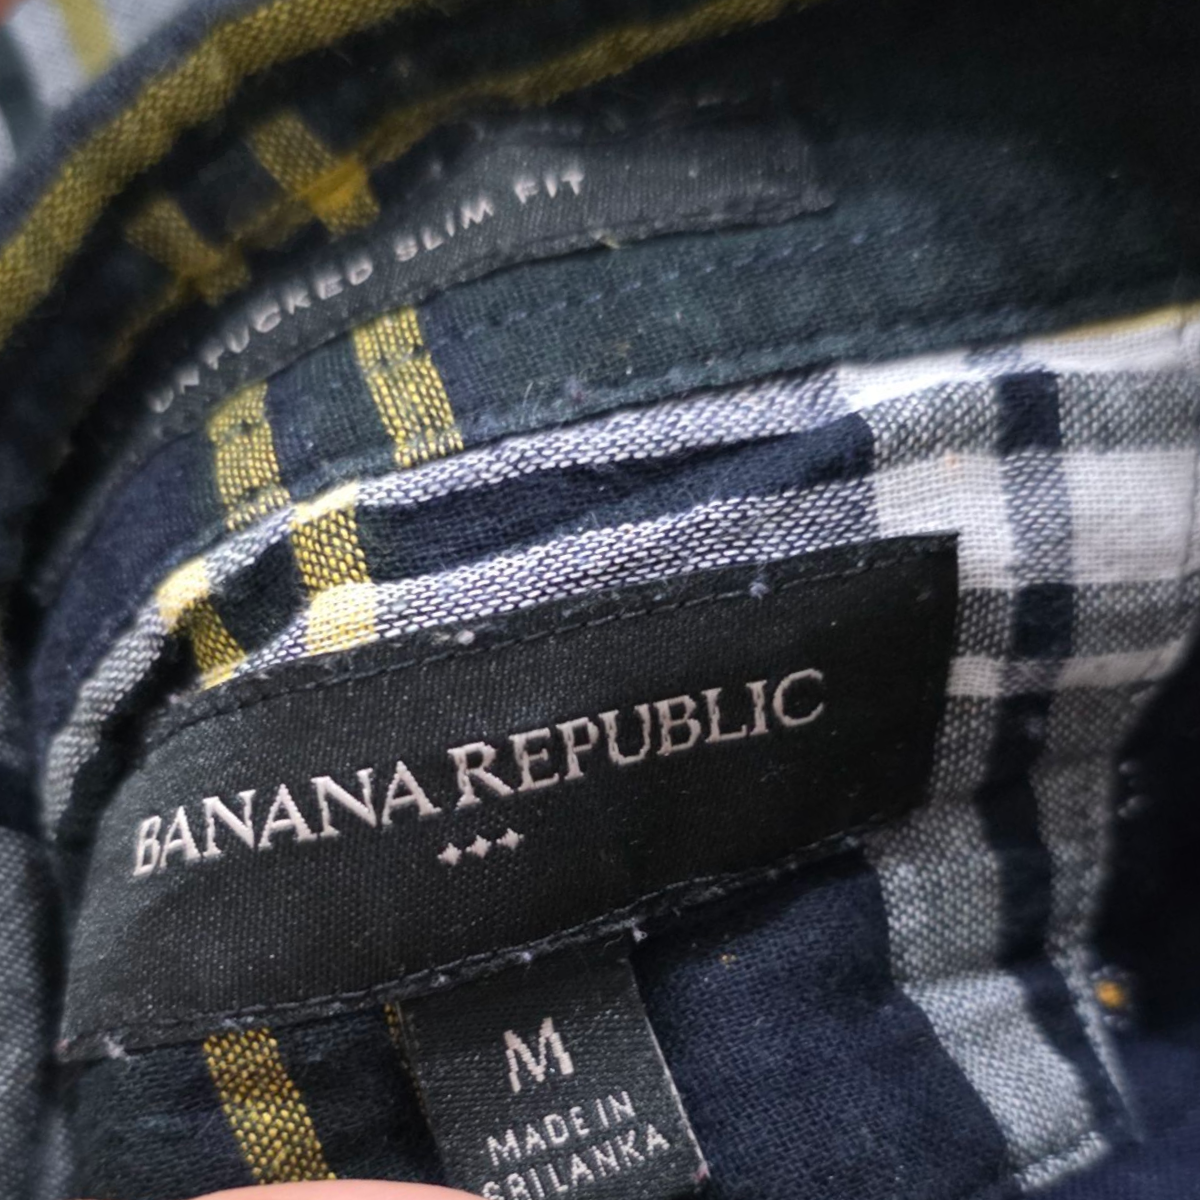 UNTUCKED SLIM FIT
BANANA REPUBLIC
M
MADE IN
SRI LANKA